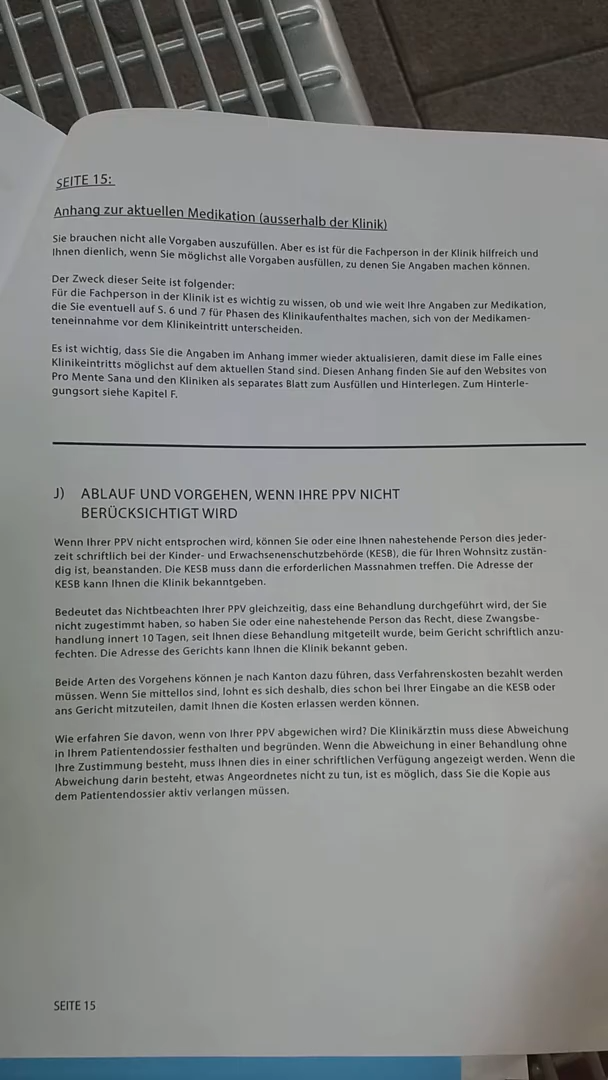 SEITE 15:
Anhang zur aktuellen Medikation (ausserhalb der Klinik)
Sie brauchen nicht alle Vorgaben auszufüllen. Aber es ist für die Fachperson in der Klinik hilfreich und
Ihnen dienlich, wenn Sie möglichst alle Vorgaben ausfüllen, zu denen Sie Angaben machen können.
Der Zweck dieser Seite ist folgender:
Für die Fachperson in der Klinik ist es wichtig zu wissen, ob und wie weit Ihre Angaben zur Medikation,
die Sie eventuell auf S. 6 und 7 für Phasen des Klinikaufenthaltes machen, sich von der Medikamen-
teneinnahme vor dem Klinikeintritt unterscheiden.
Es ist wichtig, dass Sie die Angaben im Anhang immer wieder aktualisieren, damit diese im Falle eines
Klinikeintritts möglichst auf dem aktuellen Stand sind. Diesen Anhang finden Sie auf den Websites von
Pro Mente Sana und den Kliniken als separates Blatt zum Ausfüllen und Hinterlegen. Zum Hinterle-
gungsort siehe Kapitel F.
J) ABLAUF UND VORGEHEN, WENN IHRE PPV NICHT
BERÜCKSICHTIGT WIRD
Wenn Ihrer PPV nicht entsprochen wird, können Sie oder eine Ihnen nahestehende Person dies jeder-
zeit schriftlich bei der Kinder- und Erwachsenenschutzbehörde (KESB), die für Ihren Wohnsitz zustän-
dig ist, beanstanden. Die KESB muss dann die erforderlichen Massnahmen treffen. Die Adresse der
KESB kann Ihnen die Klinik bekanntgeben.
Bedeutet das Nichtbeachten Ihrer PPV gleichzeitig, dass eine Behandlung durchgeführt wird, der Sie
nicht zugestimmt haben, so haben Sie oder eine nahestehende Person das Recht, diese Zwangsbe-
handlung innert 10 Tagen, seit Ihnen diese Behandlung mitgeteilt wurde, beim Gericht schriftlich anzu-
fechten. Die Adresse des Gerichts kann Ihnen die Klinik bekannt geben.
Beide Arten des Vorgehens können je nach Kanton dazu führen, dass Verfahrenskosten bezahlt werden
müssen. Wenn Sie mittellos sind, lohnt es sich deshalb, dies schon bei Ihrer Eingabe an die KESB oder
ans Gericht mitzuteilen, damit Ihnen die Kosten erlassen werden können.
Wie erfahren Sie davon, wenn von Ihrer PPV abgewichen wird? Die Klinikärztin muss diese Abweichung
in Ihrem Patientendossier festhalten und begründen. Wenn die Abweichung in einer Behandlung ohne
Ihre Zustimmung besteht, muss Ihnen dies in einer schriftlichen Verfügung angezeigt werden. Wenn die
Abweichung darin besteht, etwas Angeordnetes nicht zu tun, ist es möglich, dass Sie die Kopie aus
dem Patientendossier aktiv verlangen müssen.
SEITE 15